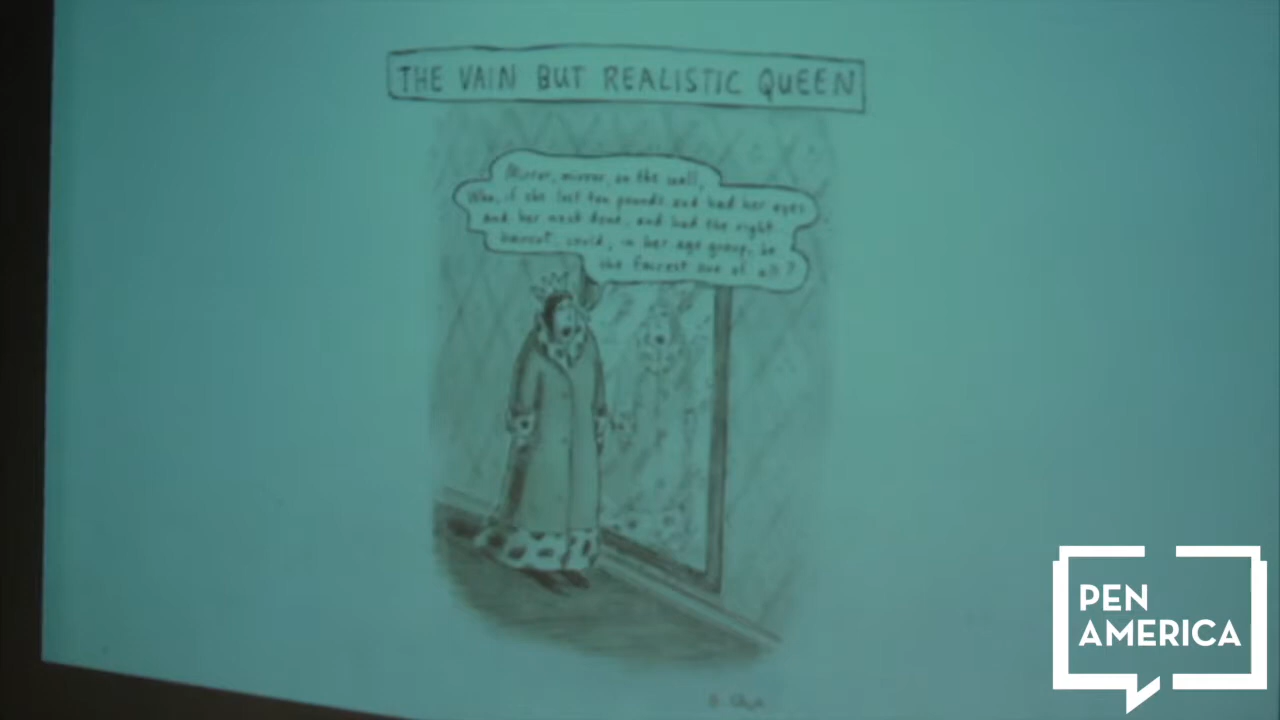 THE VAIN BUT REALISTIC QUEEN
Mirror, mirror, on the wall,
Who, if she lost ten pounds and had her eyes
and her neck done, and had the right
haircut, could, in her age group, be
the fairest one of all?
PEN
AMERICA